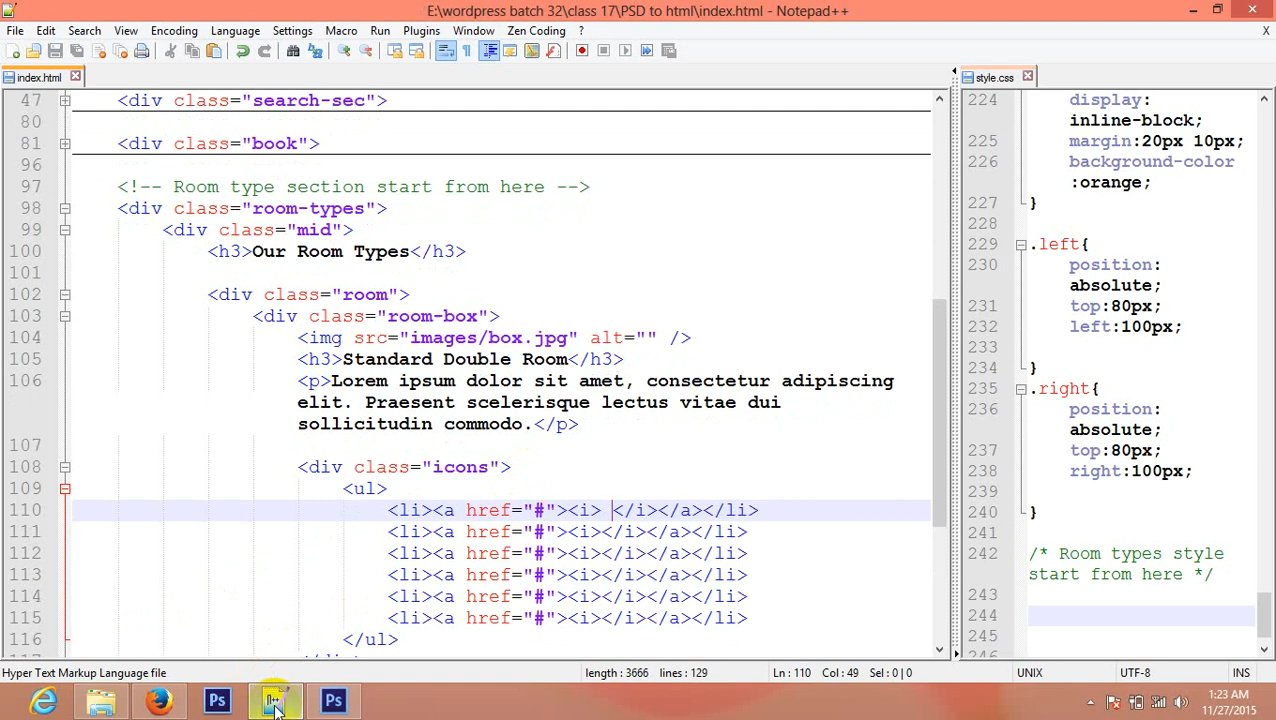 E:\wordpress batch 32\class 17\PSD to html\index.html - Notepad++
File Edit Search View Encoding Language Settings Macro Run Plugins Window Zen Coding ? X
index.html
47 <div class="search-sec">
80
81 <div class="book">
96
97 <!-- Room type section start from here -->
98 <div class="room-types">
99 <div class="mid">
100 <h3>Our Room Types</h3>
101
102 <div class="room">
103 <div class="room-box">
104 <img src="images/box.jpg" alt="" />
105 <h3>Standard Double Room</h3>
106 <p>Lorem ipsum dolor sit amet, consectetur adipiscing
elit. Praesent scelerisque lectus vitae dui
sollicitudin commodo.</p>
107
108 <div class="icons">
109 <ul>
110 <li><a href="#"><i> </i></a></li>
111 <li><a href="#"><i></i></a></li>
112 <li><a href="#"><i></i></a></li>
113 <li><a href="#"><i></i></a></li>
114 <li><a href="#"><i></i></a></li>
115 <li><a href="#"><i></i></a></li>
116 </ul>
style.css
224 display:
inline-block;
225 margin:20px 10px;
226 background-color
:orange;
227 }
228
229 .left{
230 position:
absolute;
231 top:80px;
232 left:100px;
233
234 }
235 .right{
236 position:
absolute;
237 top:80px;
238 right:100px;
239
240 }
241
242 /* Room types style
start from here */
243
244
245
Hyper Text Markup Language file length : 3666 lines : 129 Ln : 110 Col : 49 Sel : 0 | 0 UNIX UTF-8 INS
Ps Ps
1:23 AM
11/27/2015